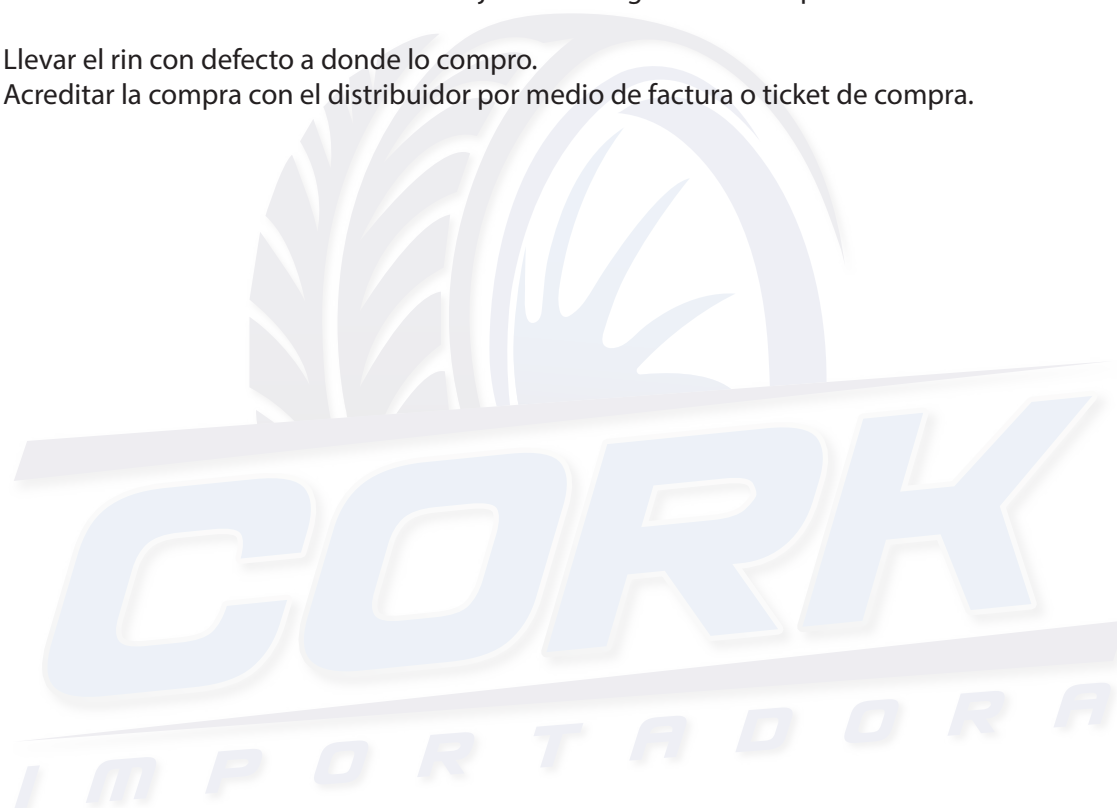 Llevar el rin con defecto a donde lo compro.
Acreditar la compra con el distribuidor por medio de factura o ticket de compra.
CORK
IMPORTADORA